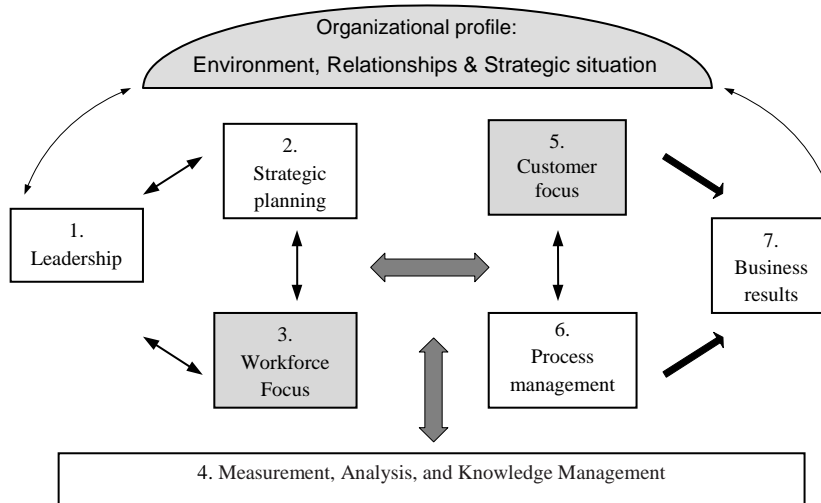 Organizational profile:
Environment, Relationships & Strategic situation
1.
Leadership
2.
Strategic
planning
3.
Workforce
Focus
5.
Customer
focus
6.
Process
management
7.
Business
results
4. Measurement, Analysis, and Knowledge Management